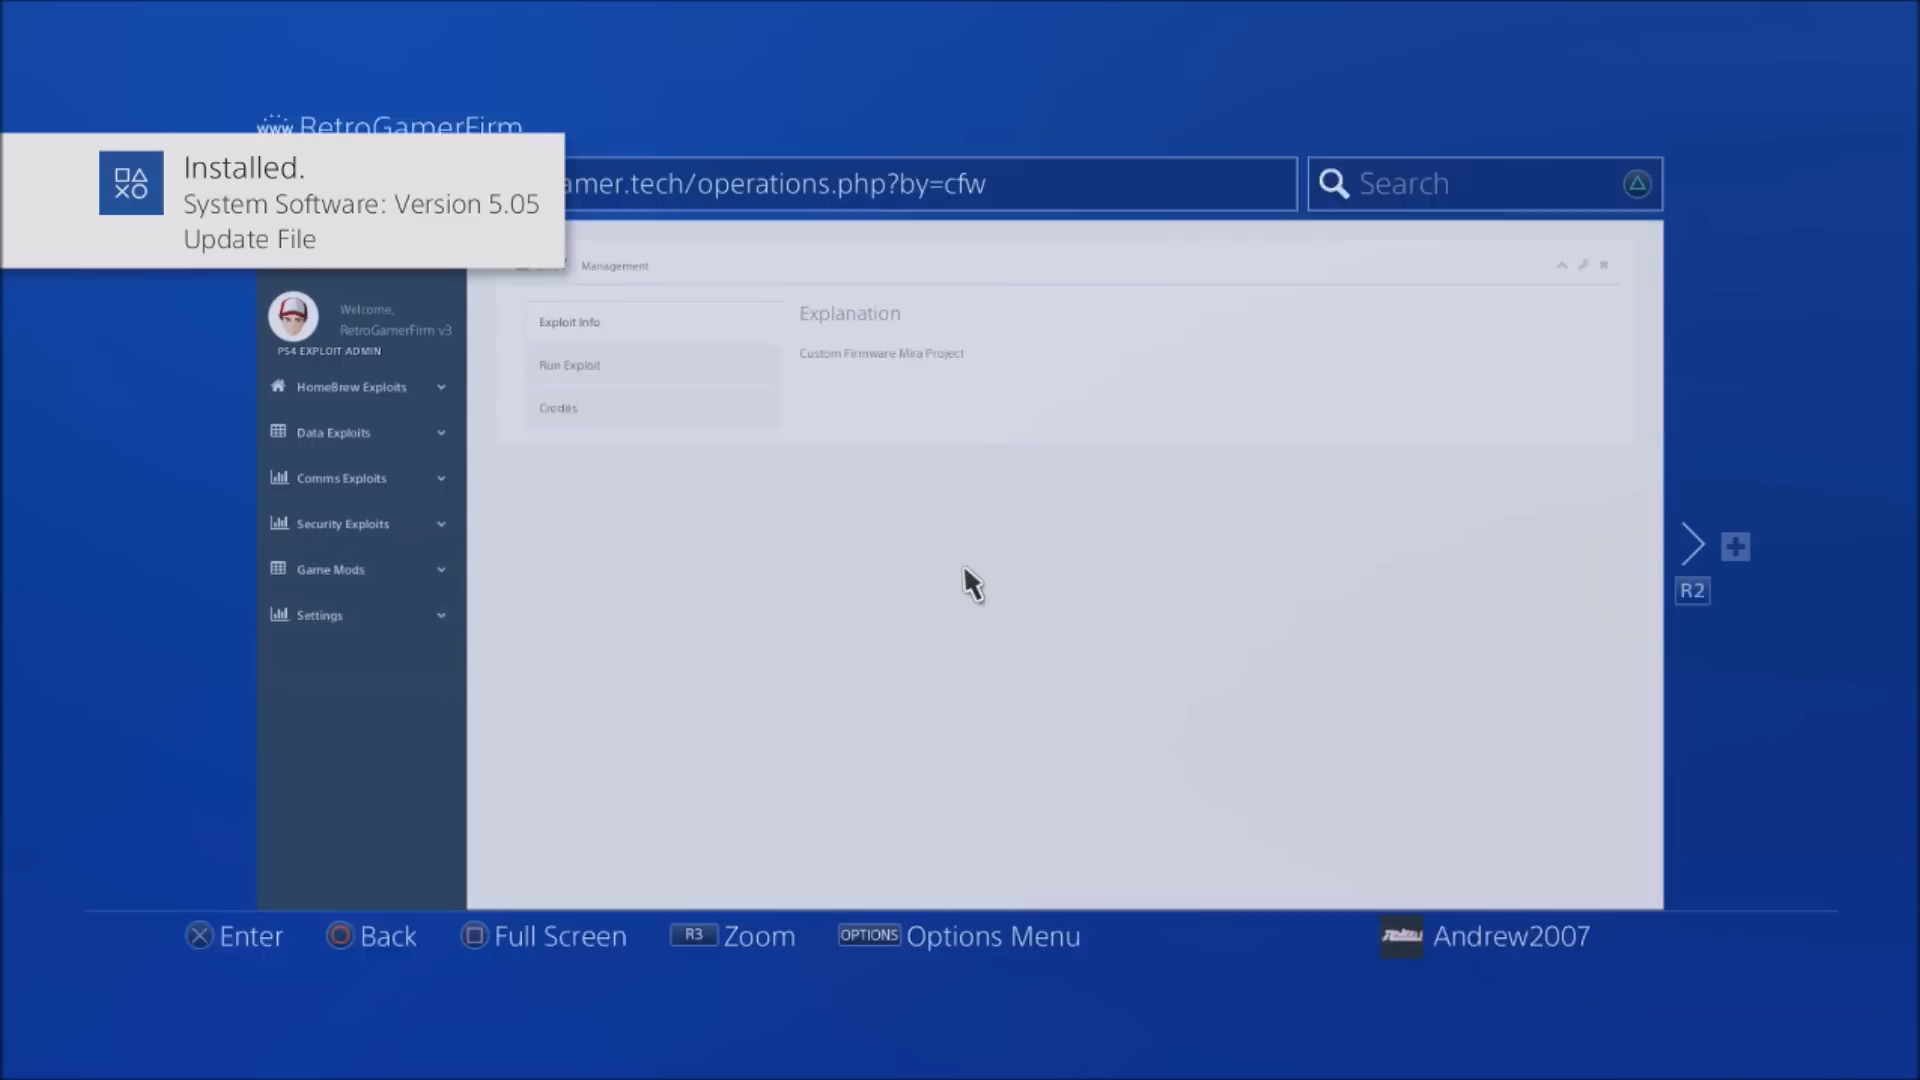 www RetroGamerFirm
Installed.
System Software: Version 5.05
Update File
amer.tech/operations.php?by=cfw
Search
Management
Welcome,
RetroGamerFirm v3
PS4 EXPLOIT ADMIN
HomeBrew Exploits
Data Exploits
Comms Exploits
Security Exploits
Game Mods
Settings
Exploit Info
Run Exploit
Credits
Explanation
Custom Firmware Mira Project
R2
Enter
Back
Full Screen
R3 Zoom
OPTIONS Options Menu
Andrew2007